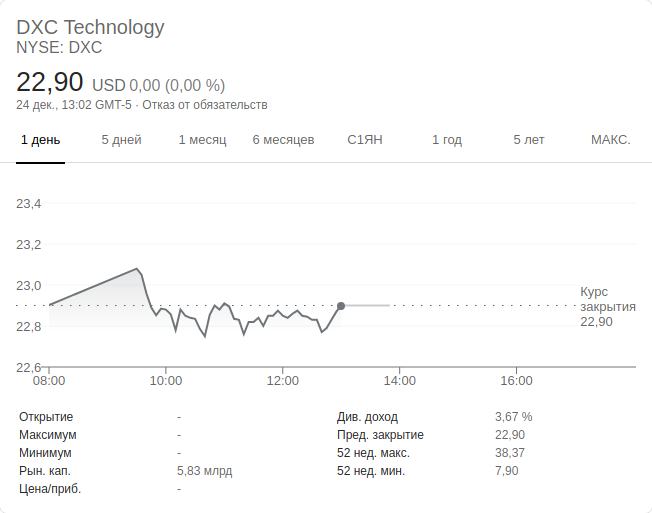 DXC Technology
NYSE: DXC
22,90 USD 0,00 (0,00 %)
24 дек., 13:02 GMT-5 · Отказ от обязательств
1 день 5 дней 1 месяц 6 месяцев С1ЯН 1 год 5 лет МАКС.
23,4
23,2
23,0
22,8
22,6
Курс
закрытия
22,90
08:00 10:00 12:00 14:00 16:00
Открытие - Див. доход 3,67 %
Максимум - Пред. закрытие 22,90
Минимум - 52 нед. макс. 38,37
Рын. кап. 5,83 млрд 52 нед. мин. 7,90
Цена/приб. -